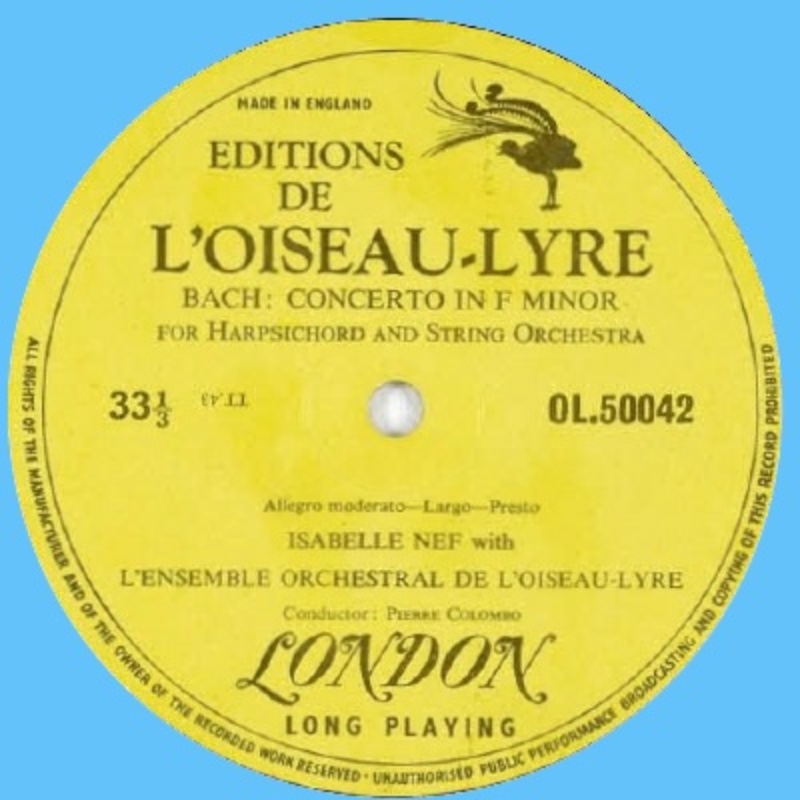 MADE IN ENGLAND
EDITIONS
DE
L'OISEAU-LYRE
BACH: CONCERTO IN F MINOR
FOR HARPSICHORD AND STRING ORCHESTRA
33⅓ TT.43 OL.50042
Allegro moderato—Largo—Presto
ISABELLE NEF with
L'ENSEMBLE ORCHESTRAL DE L'OISEAU-LYRE
Conductor: PIERRE COLOMBO
LONDON
LONG PLAYING
ALL RIGHTS OF THE MANUFACTURER AND OF THE OWNER OF THE RECORDED WORK RESERVED · UNAUTHORISED PUBLIC PERFORMANCE BROADCASTING AND COPYING OF THIS RECORD PROHIBITED